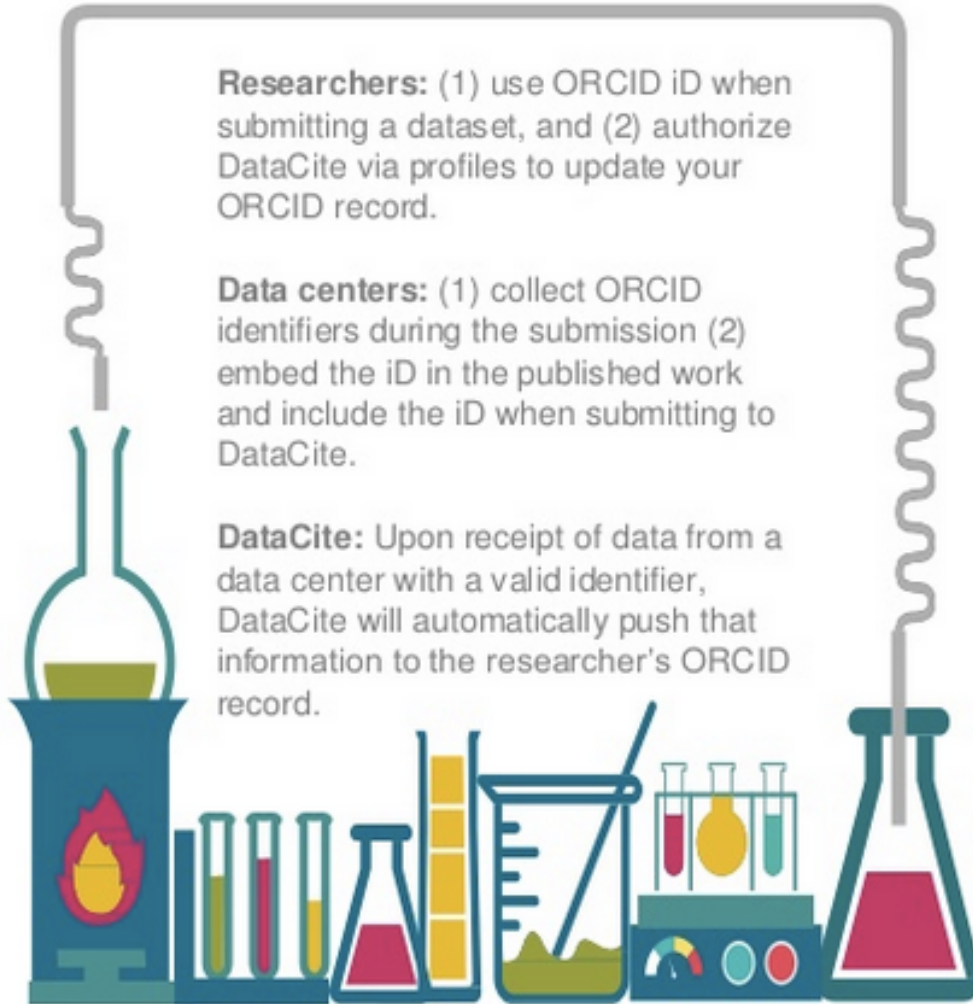 Researchers: (1) use ORCID iD when
submitting a dataset, and (2) authorize
DataCite via profiles to update your
ORCID record.
Data centers: (1) collect ORCID
identifiers during the submission (2)
embed the iD in the published work
and include the iD when submitting to
DataCite.
DataCite: Upon receipt of data from a
data center with a valid identifier,
DataCite will automatically push that
information to the researcher's ORCID
record.